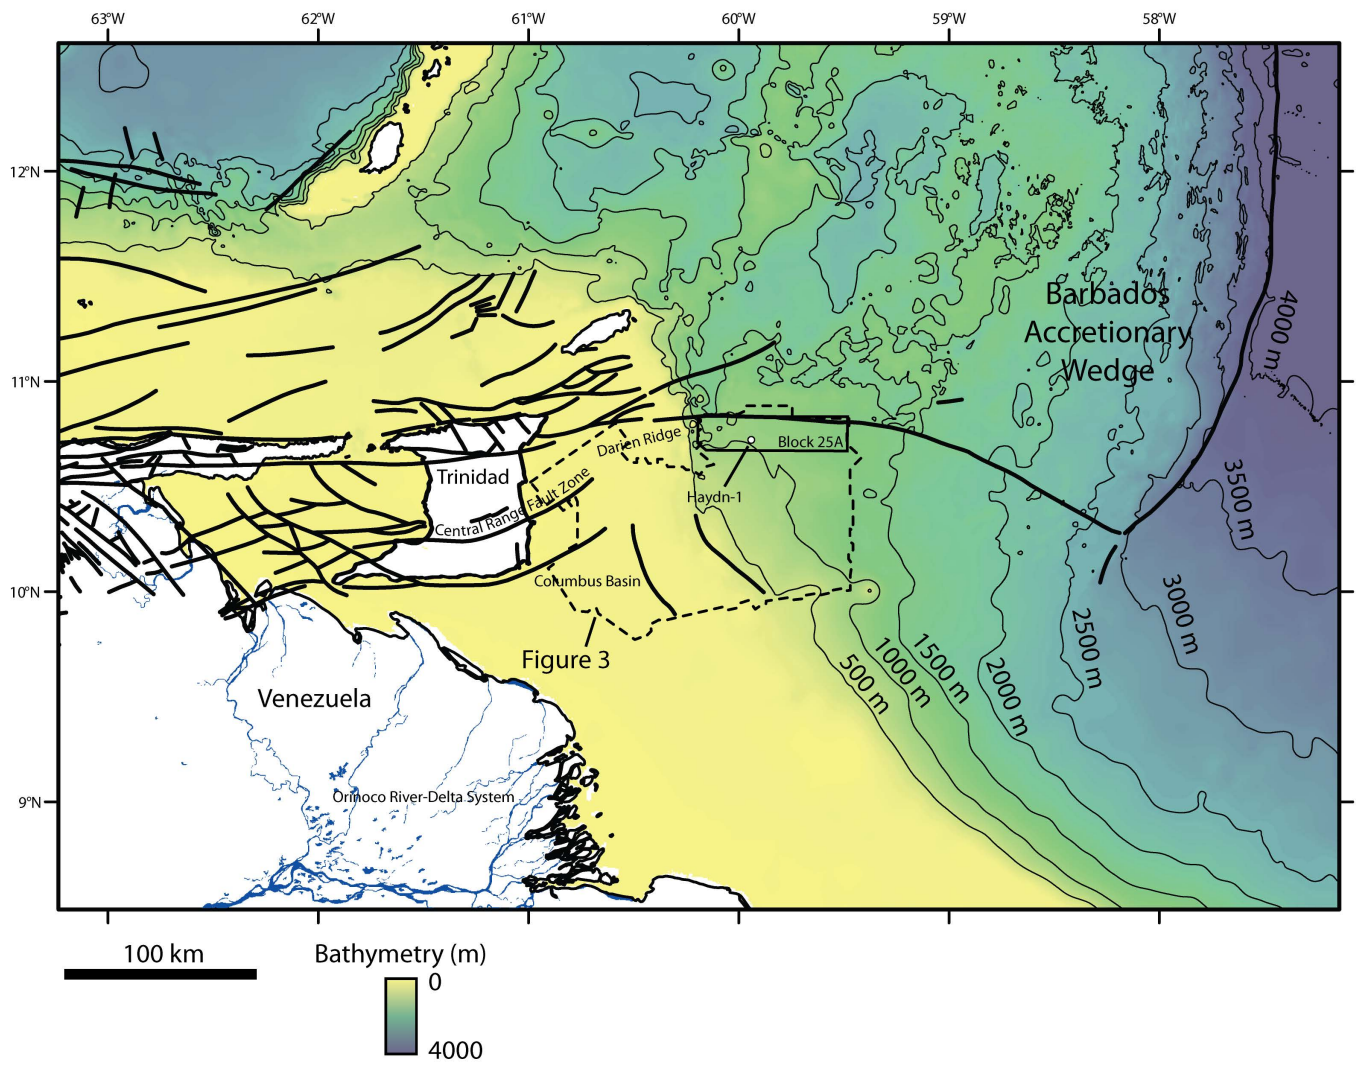 63°W
62°W
61°W
60°W
59°W
58°W
12°N
11°N
10°N
9°N
Barbados
Accretionary
Wedge
4000 m
Darien Ridge
Block 25A
Trinidad
Central Range Fault Zone
Haydn-1
3500 m
Columbus Basin
3000 m
2500 m
Figure 3
500 m
1000 m
1500 m
2000 m
Venezuela
Orinoco River-Delta System
100 km
Bathymetry (m)
0
4000